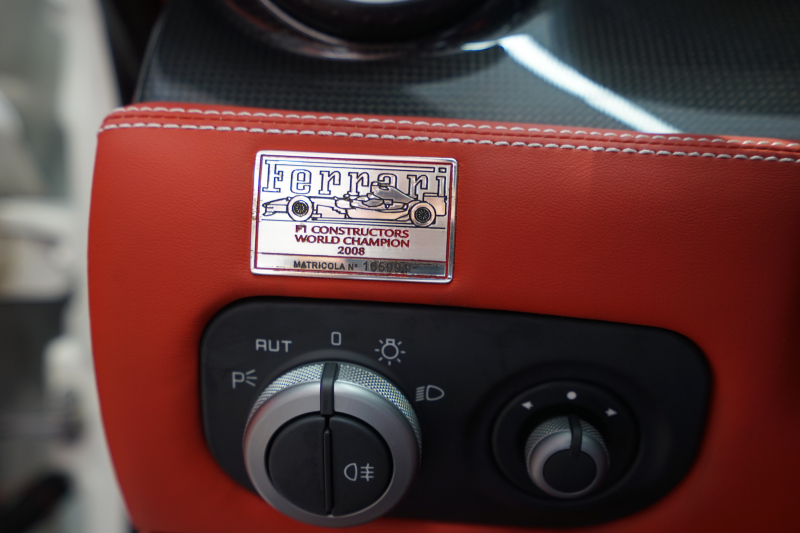 Ferrari
F1 CONSTRUCTORS
WORLD CHAMPION
2008
MATRICOLA N°
AUT
0
P